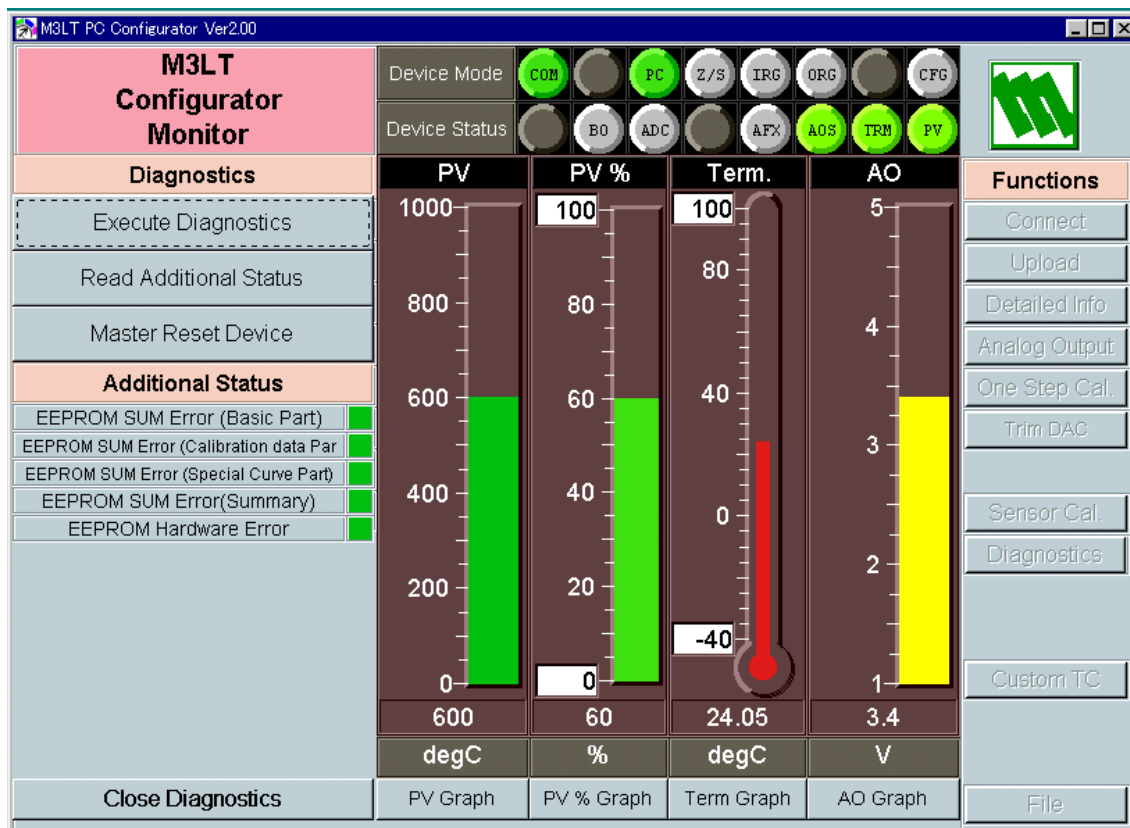 M3LT PC Configurator Ver2.00
M3LT
Configurator
Monitor
Device Mode
COM
PC
Z/S
IRG
ORG
CFG
Device Status
BO
ADC
AFX
AOS
TRM
PV
Diagnostics
Execute Diagnostics
Read Additional Status
Master Reset Device
Additional Status
EEPROM SUM Error (Basic Part)
EEPROM SUM Error (Calibration data Par
EEPROM SUM Error (Special Curve Part)
EEPROM SUM Error(Summary)
EEPROM Hardware Error
Close Diagnostics
PV
1000
800
600
400
200
0
600
degC
PV Graph
PV %
100
80
60
40
20
0
60
%
PV % Graph
Term.
100
80
40
0
-40
24.05
degC
Term Graph
AO
5
4
3
2
1
3.4
V
AO Graph
Functions
Connect
Upload
Detailed Info
Analog Output
One Step Cal.
Trim DAC
Sensor Cal.
Diagnostics
Custom TC
File